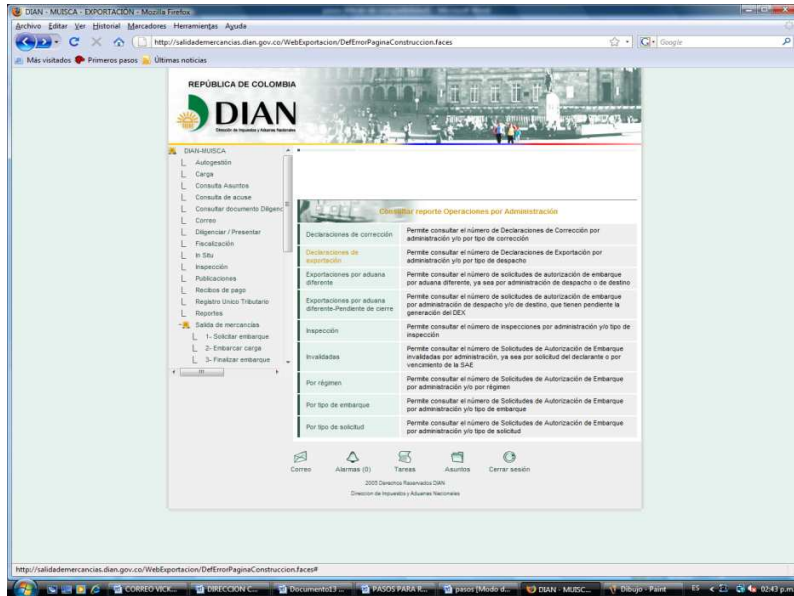 DIAN - MUISCA - EXPORTACIÓN - Mozilla Firefox
Archivo Editar Ver Historial Marcadores Herramientas Ayuda
http://salidademercancias.dian.gov.co/WebExportacion/DefErrorPaginaConstruccion.faces
Google
Más visitados Primeros pasos Últimas noticias
REPÚBLICA DE COLOMBIA
DIAN
Dirección de Impuestos y Aduanas Nacionales
DIAN-MUISCA
Autogestión
Carga
Consulta Asuntos
Consulta de acuse
Consultar documento Diligenc
Correo
Diligenciar / Presentar
Fiscalización
In Situ
Inspección
Publicaciones
Recibos de pago
Registro Unico Tributario
Reportes
Salida de mercancías
1- Solicitar embarque
2- Embarcar carga
3- Finalizar embarque
Consultar reporte Operaciones por Administración
Declaraciones de corrección
Permite consultar el número de Declaraciones de Corrección por
administración y/o por tipo de corrección
Declaraciones de
exportación
Permite consultar el número de Declaraciones de Exportación por
administración y/o por tipo de despacho
Exportaciones por aduana
diferente
Permite consultar el número de solicitudes de autorización de embarque
por aduana diferente, ya sea por administración de despacho o de destino
Exportaciones por aduana
diferente-Pendiente de cierre
Permite consultar el número de solicitudes de autorización de embarque
por administración de despacho y/o de destino, que tienen pendiente la
generación del DEX
Inspección
Permite consultar el número de inspecciones por administración y/o tipo de
inspección
Invalidadas
Permite consultar el número de Solicitudes de Autorización de Embarque
invalidadas por administración, ya sea por solicitud del declarante o por
vencimiento de la SAE
Por régimen
Permite consultar el número de Solicitudes de Autorización de Embarque
por administración y/o por régimen
Por tipo de embarque
Permite consultar el número de Solicitudes de Autorización de Embarque
por administración y/o tipo de embarque
Por tipo de solicitud
Permite consultar el número de Solicitudes de Autorización de Embarque
por administración y/o tipo de solicitud
Correo Alarmas (0) Tareas Asuntos Cerrar sesión
2005 Derechos Reservados DIAN
Direccion de Impuestos y Aduanas Nacionales
http://salidademercancias.dian.gov.co/WebExportacion/DefErrorPaginaConstruccion.faces#
CORREO VICK... DIRECCION C... Documento13 ... PASOS PARA R... pasos [Modo d... DIAN - MUISC... Dibujo - Paint ES 02:43 p.m.